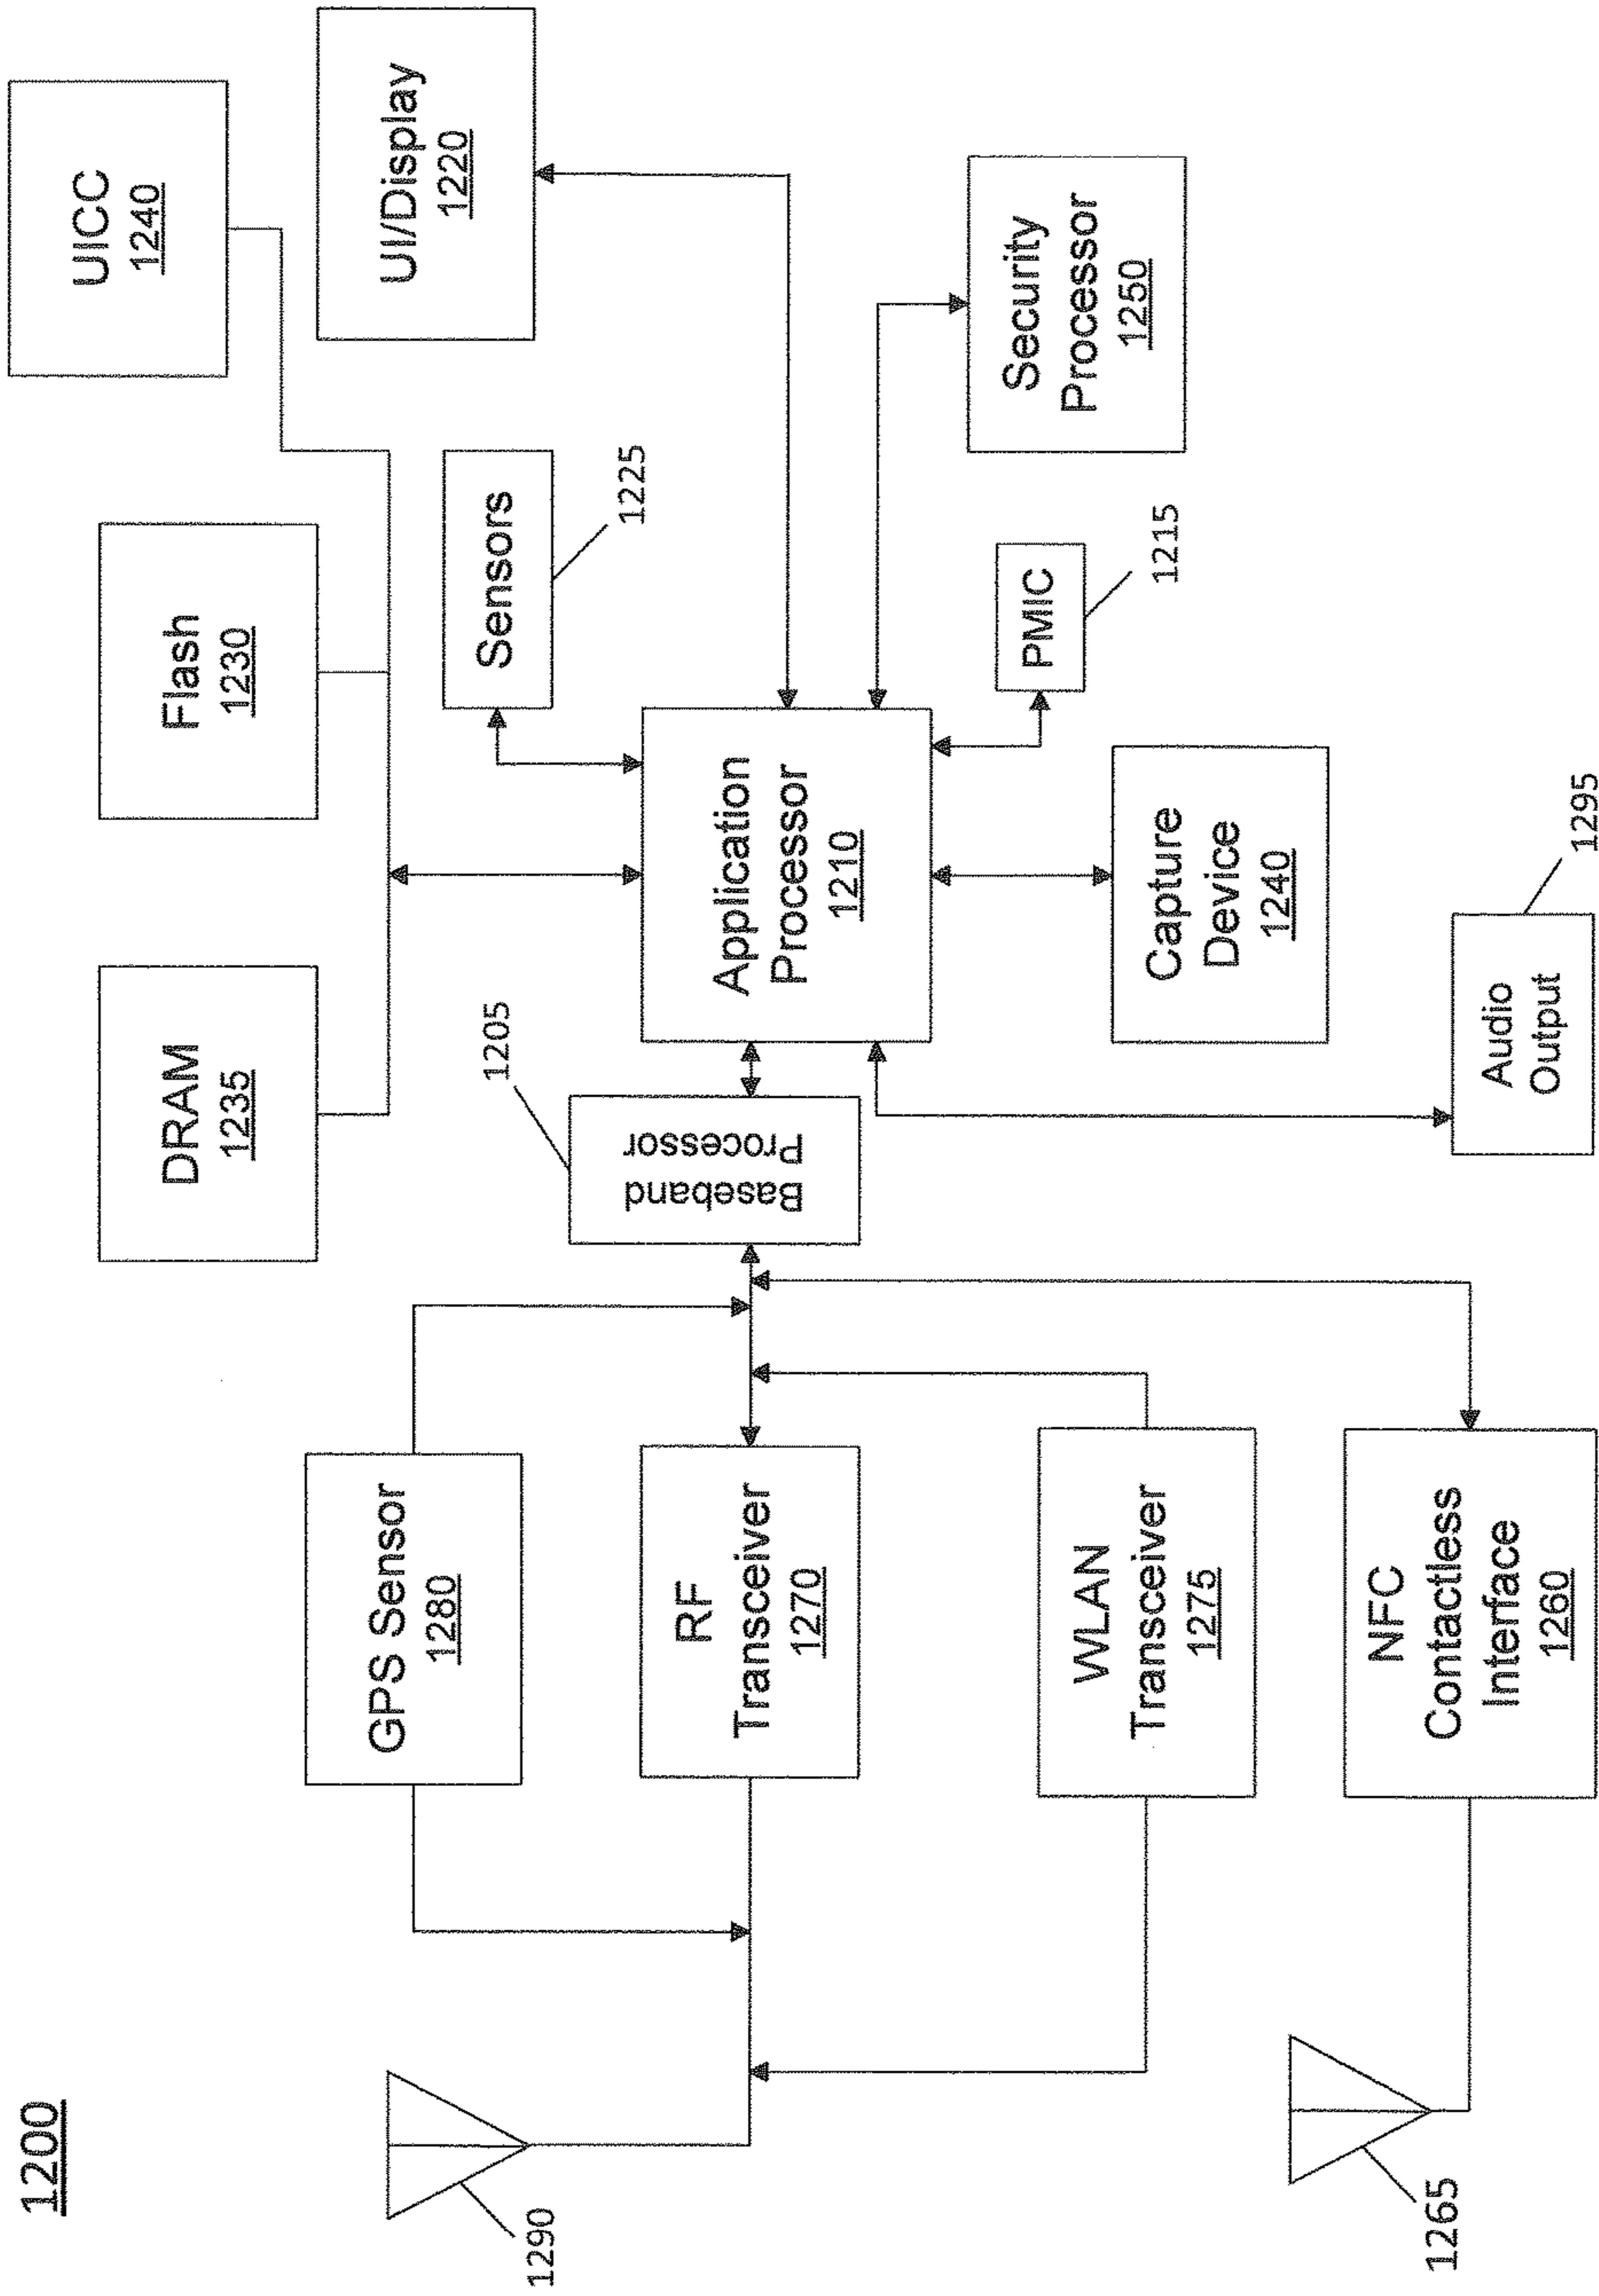 1200
UICC
1240
Flash
1230
DRAM
1235
UI/Display
1220
Sensors
1225
GPS Sensor
1280
1290
RF
Transceiver
1270
Baseband
Processor
1205
Application
Processor
1210
Security
Processor
1250
PMIC
1215
WLAN
Transceiver
1275
Capture
Device
1240
NFC
Contactless
Interface
1260
1265
Audio
Output
1295